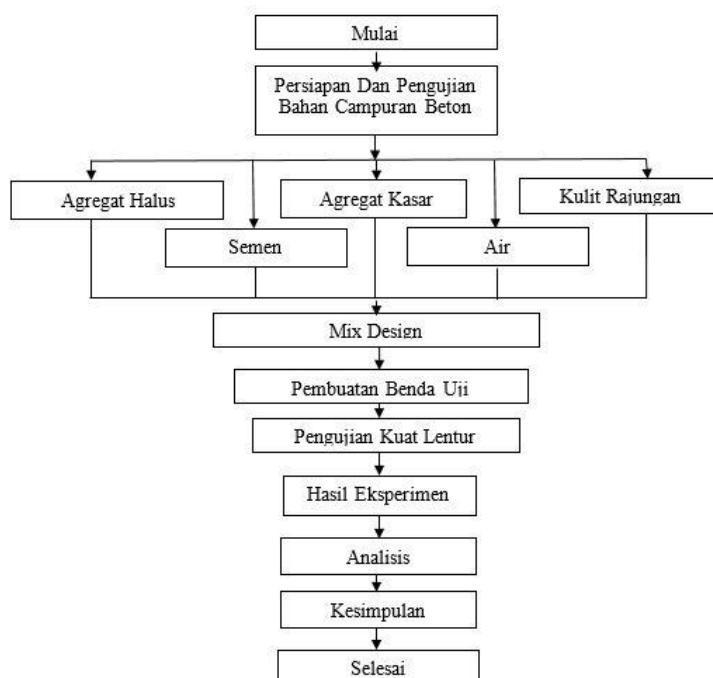 Mulai
Persiapan Dan Pengujian
Bahan Campuran Beton
Agregat Halus
Agregat Kasar
Kulit Rajungan
Semen
Air
Mix Design
Pembuatan Benda Uji
Pengujian Kuat Lentur
Hasil Eksperimen
Analisis
Kesimpulan
Selesai